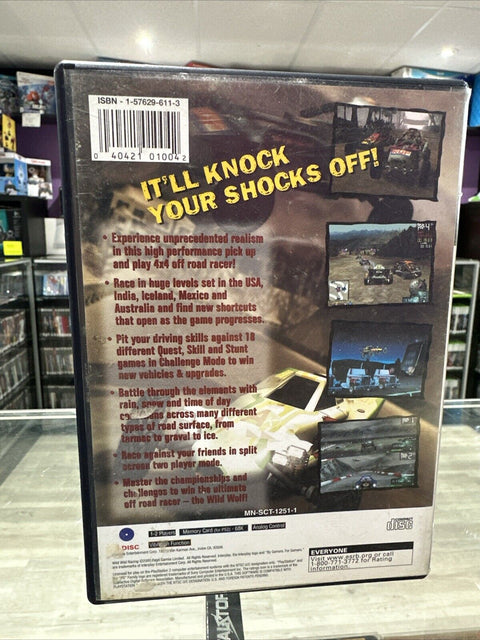 ISBN - 1-57629-611-3
0 40421 01004 2
IT'LL KNOCK
YOUR SHOCKS OFF!
• Experience unprecedented realism
in this high performance pick up
and play 4x4 off road racer!
• Race in huge levels set in the USA,
India, Iceland, Mexico and
Australia and find new shortcuts
that open as the game progresses.
• Pit your driving skills against 18
different Quest, Skill and Stunt
games in Challenge Mode to win
new vehicles & upgrades.
• Battle through the elements with
rain, snow and time of day
across many different
types of road surface, from
tarmac to gravel to ice.
• Race against your friends in split
screen two player mode.
• Master the championships and
challenges to win the ultimate
off road racer – the Wild Wolf!
MN-SCT-1251-1
DISC
1-2 Players
Memory Card (for PS2) - 68K
Analog Control
Vibration Function
EVERYONE
Visit www.esrb.org or call
1-800-771-3772 for Rating
Information.